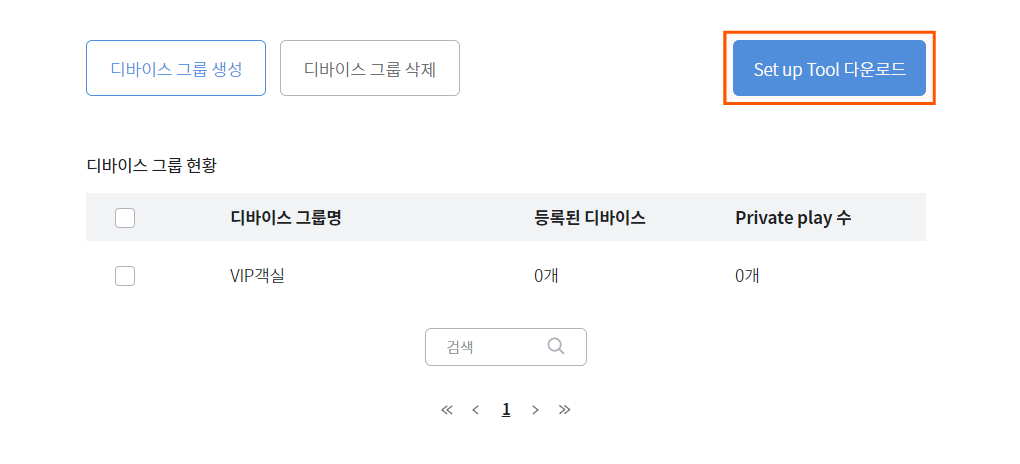 디바이스 그룹 생성 디바이스 그룹 삭제 Set up Tool 다운로드
디바이스 그룹 현황
디바이스 그룹명 등록된 디바이스 Private play 수
VIP객실 0개 0개
검색
« < 1 > »